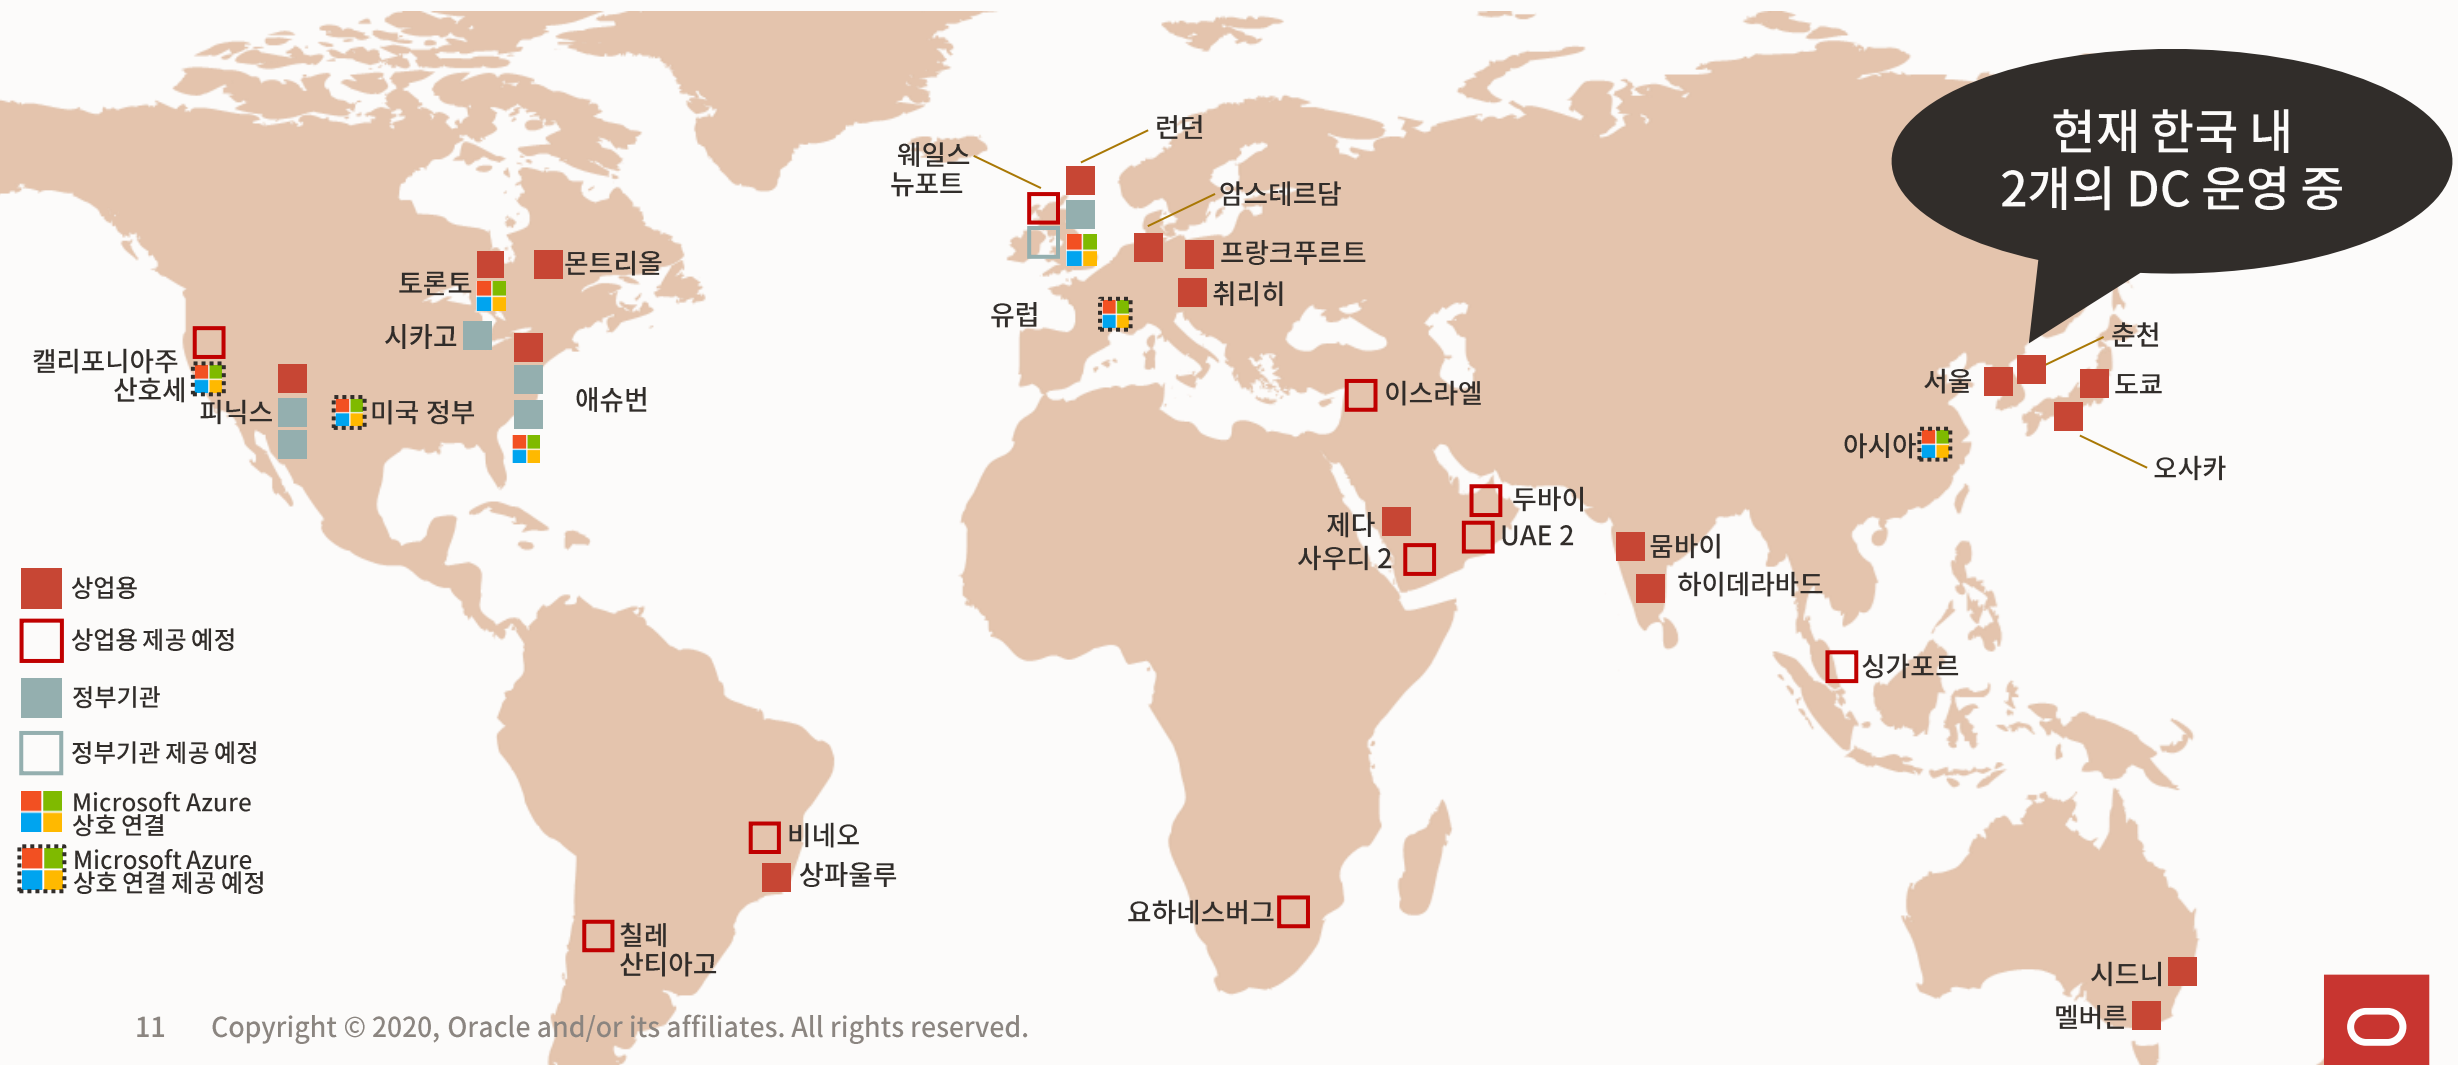 현재 한국 내
2개의 DC 운영 중
런던
웨일스
뉴포트
암스테르담
프랑크푸르트
취리히
유럽
몬트리올
토론토
시카고
캘리포니아주
산호세
피닉스
미국 정부
애슈번
이스라엘
춘천
서울
도쿄
아시아
오사카
두바이
제다
UAE 2
사우디 2
뭄바이
하이데라바드
싱가포르
상업용
상업용 제공 예정
정부기관
정부기관 제공 예정
Microsoft Azure
상호 연결
Microsoft Azure
상호 연결 제공 예정
비네오
상파울루
칠레
산티아고
요하네스버그
시드니
멜버른
11 Copyright © 2020, Oracle and/or its affiliates. All rights reserved.